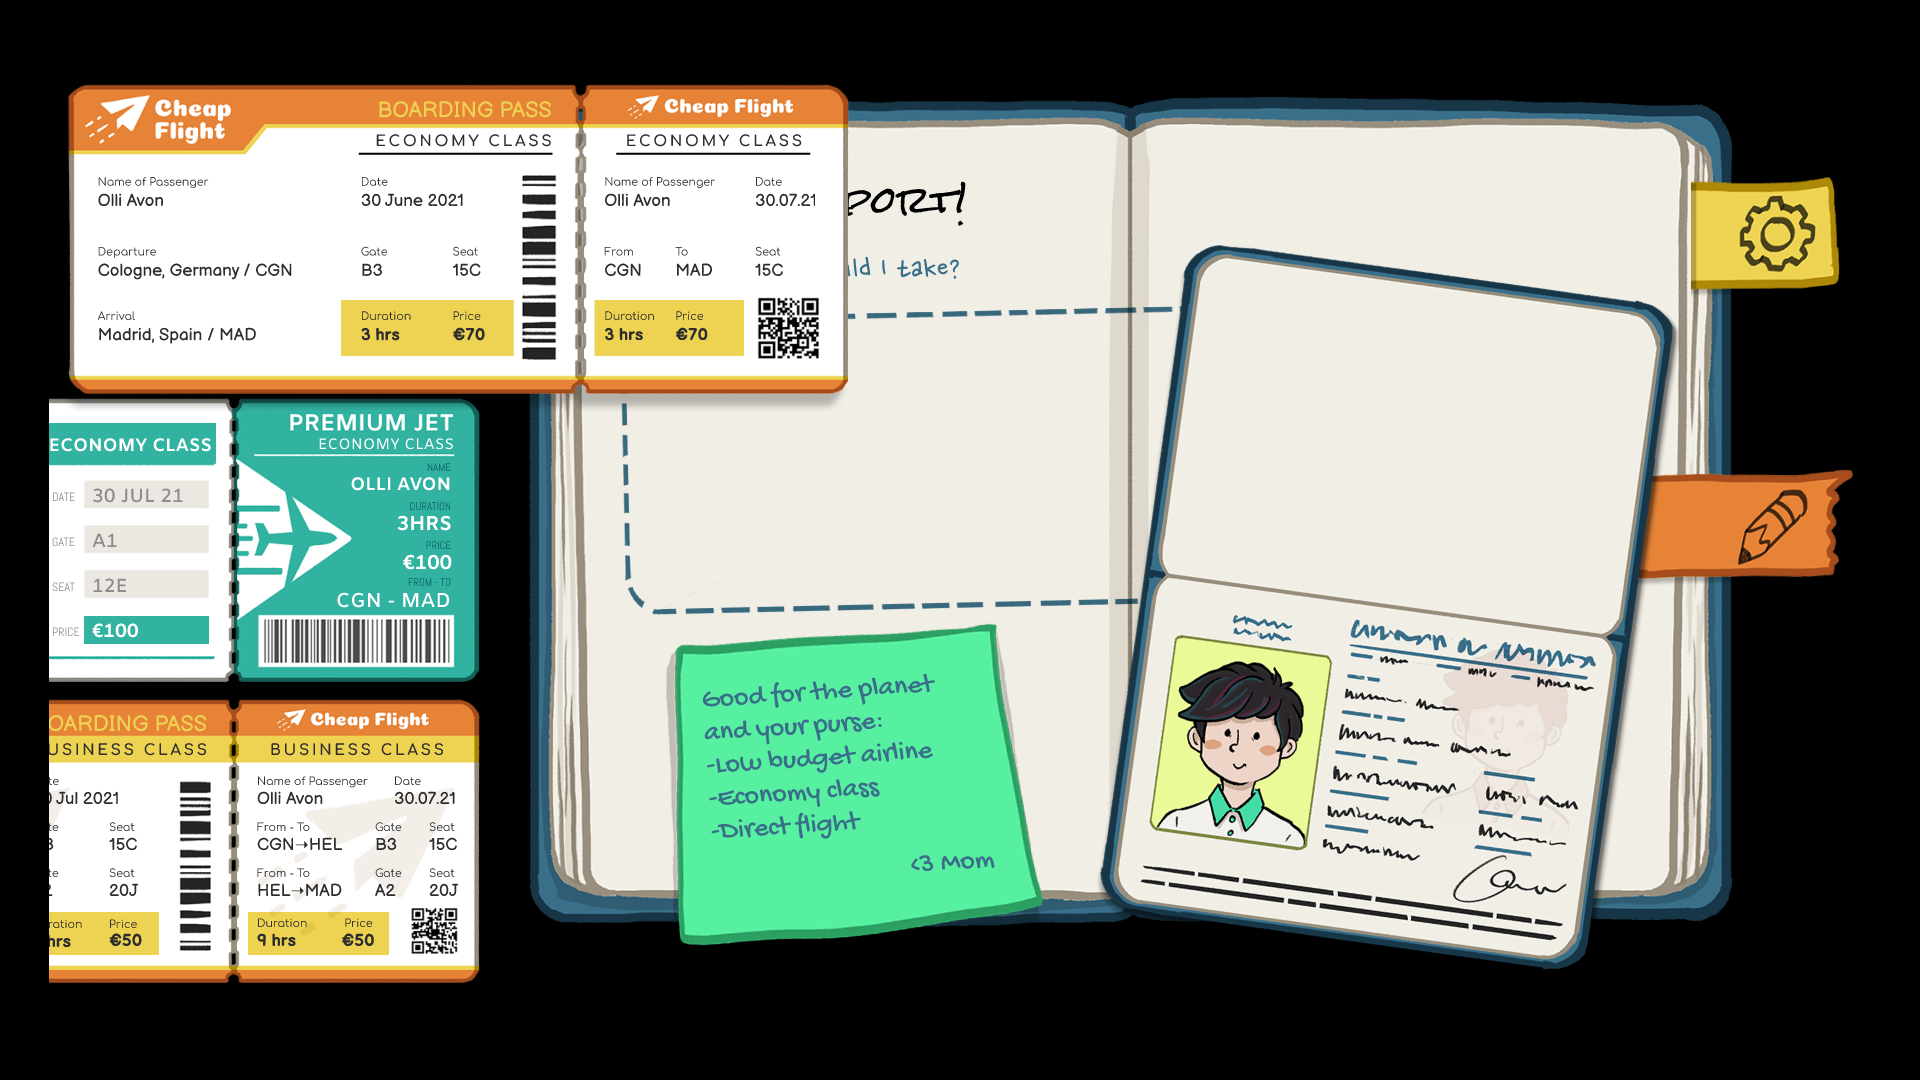 Cheap
Flight
BOARDING PASS
ECONOMY CLASS
Name of Passenger
Olli Avon
Date
30 June 2021
Departure
Cologne, Germany / CGN
Gate
B3
Seat
15C
Arrival
Madrid, Spain / MAD
Duration
3 hrs
Price
€70
Cheap Flight
ECONOMY CLASS
Name of Passenger
Olli Avon
Date
30.07.21
From
CGN
To
MAD
Seat
15C
Duration
3 hrs
Price
€70
PORT!
ld I take?
ECONOMY CLASS
DATE 30 JUL 21
GATE A1
SEAT 12E
PRICE €100
PREMIUM JET
ECONOMY CLASS
NAME
OLLI AVON
DURATION
3HRS
PRICE
€100
FROM - TO
CGN - MAD
OARDING PASS
USINESS CLASS
te
Jul 2021
te
Seat
15C
te
Seat
20J
ration
hrs
Price
€50
Cheap Flight
BUSINESS CLASS
Name of Passenger
Olli Avon
Date
30.07.21
From - To
CGN→HEL
Gate
B3
Seat
15C
From - To
HEL→MAD
Gate
A2
Seat
20J
Duration
9 hrs
Price
€50
Good for the planet
and your purse:
-Low budget airline
-Economy class
-Direct flight
<3 Mom